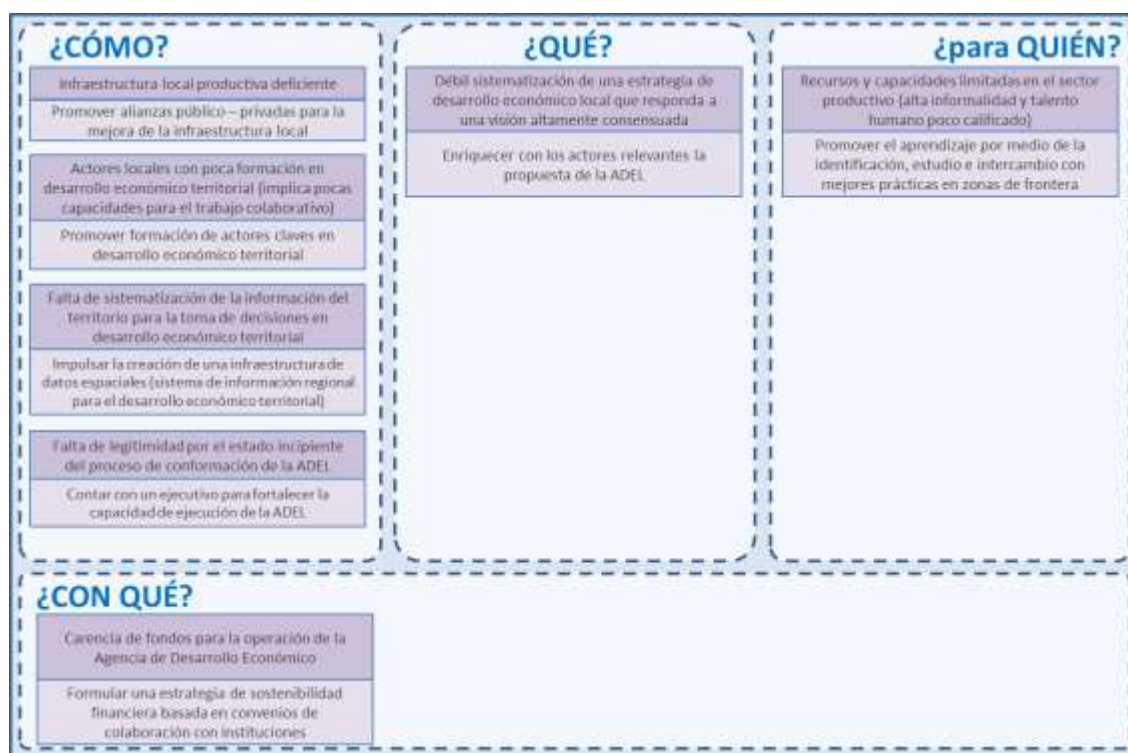 ¿CÓMO?
Infraestructura local productiva deficiente
Promover alianzas público – privadas para la
mejora de la infraestructura local
Actores locales con poca formación en
desarrollo económico territorial (implica pocas
capacidades para el trabajo colaborativo)
Promover formación de actores claves en
desarrollo económico territorial
Falta de sistematización de la información del
territorio para la toma de decisiones en
desarrollo económico territorial
Impulsar la creación de una infraestructura de
datos espaciales (sistema de información regional
para el desarrollo económico territorial)
Falta de legitimidad por el estado incipiente
del proceso de conformación de la ADEL
Contar con un ejecutivo para fortalecer la
capacidad de ejecución de la ADEL
¿QUÉ?
Débil sistematización de una estrategia de
desarrollo económico local que responda a
una visión altamente consensuada
Enriquecer con los actores relevantes la
propuesta de la ADEL
¿para QUIÉN?
Recursos y capacidades limitadas en el sector
productivo (alta informalidad y talento
humano poco calificado)
Promover el aprendizaje por medio de la
identificación, estudio e intercambio con
mejores prácticas en zonas de frontera
¿CON QUÉ?
Carencia de fondos para la operación de la
Agencia de Desarrollo Económico
Formular una estrategia de sostenibilidad
financiera basada en convenios de
colaboración con instituciones